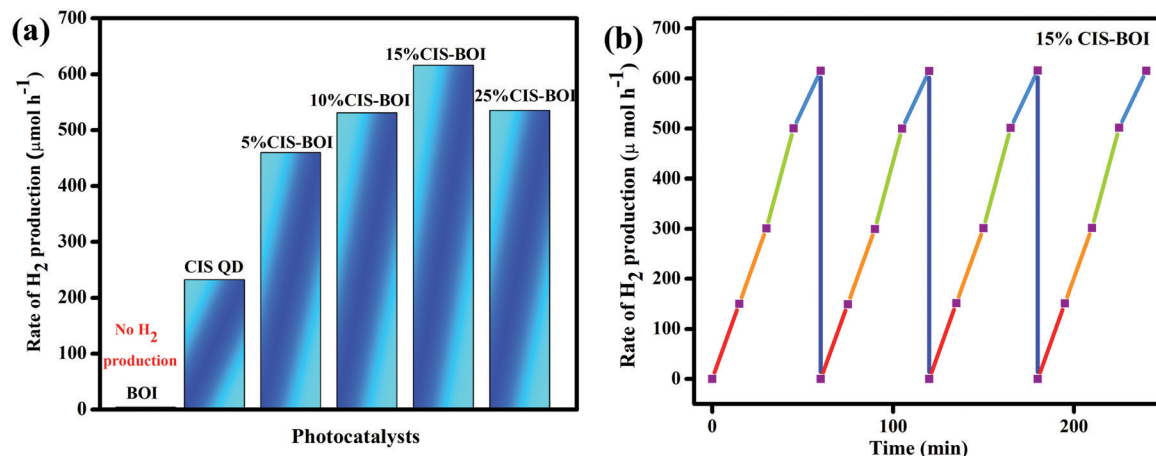 (a)
Rate of H2 production (μmol h-1)
700
600
500
400
300
200
100
0
No H2
production
BOI
CIS QD
5%CIS-BOI
10%CIS-BOI
15%CIS-BOI
25%CIS-BOI
Photocatalysts
(b)
Rate of H2 production (μ mol h-1)
700
600
500
400
300
200
100
0
15% CIS-BOI
0
100
200
Time (min)